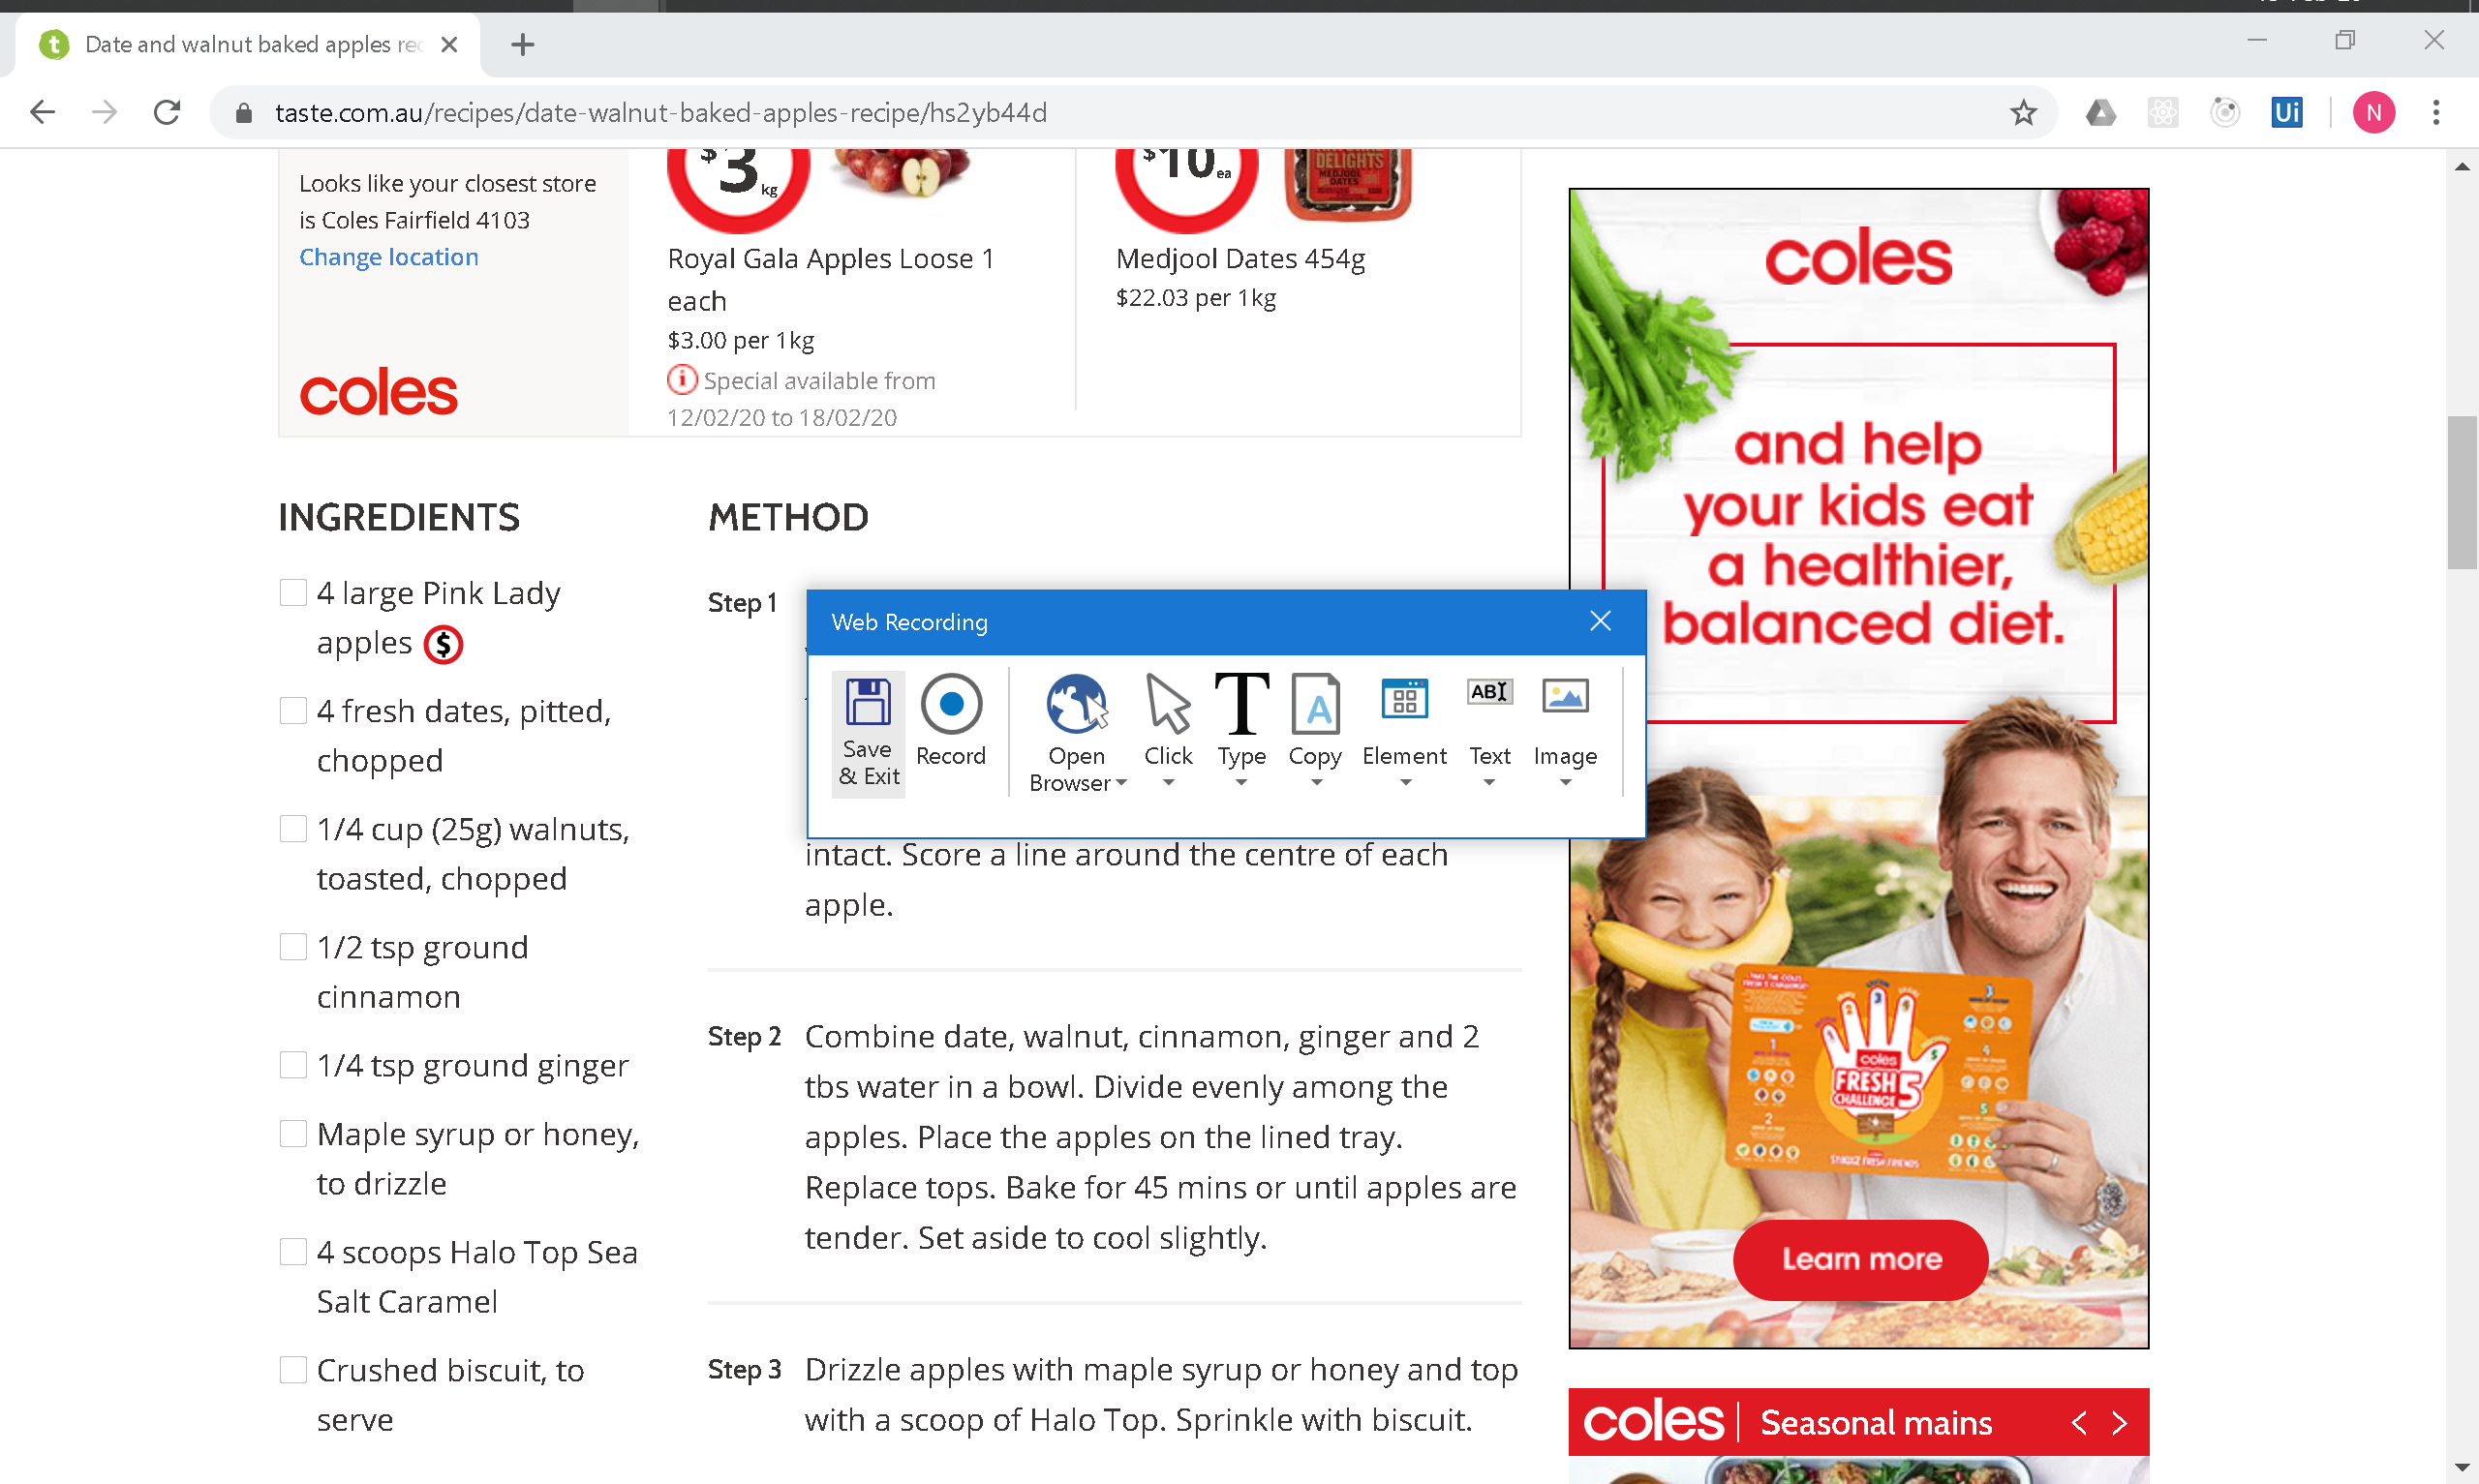 Date and walnut baked apples rec
taste.com.au/recipes/date-walnut-baked-apples-recipe/hs2yb44d
Ui
N
Looks like your closest store
is Coles Fairfield 4103
Change location
coles
$3 kg
Royal Gala Apples Loose 1
each
$3.00 per 1kg
Special available from
12/02/20 to 18/02/20
$10 ea
DELIGHTS
MEDJOOL
DATES
Medjool Dates 454g
$22.03 per 1kg
INGREDIENTS
4 large Pink Lady
apples $
4 fresh dates, pitted,
chopped
1/4 cup (25g) walnuts,
toasted, chopped
1/2 tsp ground
cinnamon
1/4 tsp ground ginger
Maple syrup or honey,
to drizzle
4 scoops Halo Top Sea
Salt Caramel
Crushed biscuit, to
serve
METHOD
Step 1
Web Recording
Save
& Exit
Record
Open
Browser
Click
Type
Copy
Element
Text
Image
intact. Score a line around the centre of each
apple.
Step 2 Combine date, walnut, cinnamon, ginger and 2
tbs water in a bowl. Divide evenly among the
apples. Place the apples on the lined tray.
Replace tops. Bake for 45 mins or until apples are
tender. Set aside to cool slightly.
Step 3 Drizzle apples with maple syrup or honey and top
with a scoop of Halo Top. Sprinkle with biscuit.
coles
and help
your kids eat
a healthier,
balanced diet.
TAKE THE COLES
FRESH 5 CHALLENGE
coles
FRESH 5
CHALLENGE
Learn more
coles
Seasonal mains